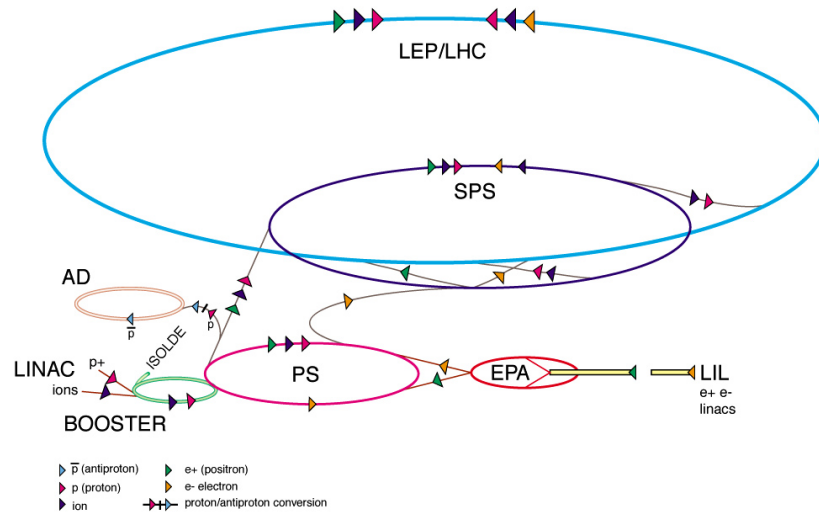 LEP/LHC
SPS
AD
p̅
p
ISOLDE
LINAC
p+
ions
BOOSTER
PS
EPA
LIL
e+ e-
linacs
p̅ (antiproton)
p (proton)
ion
e+ (positron)
e- electron
proton/antiproton conversion